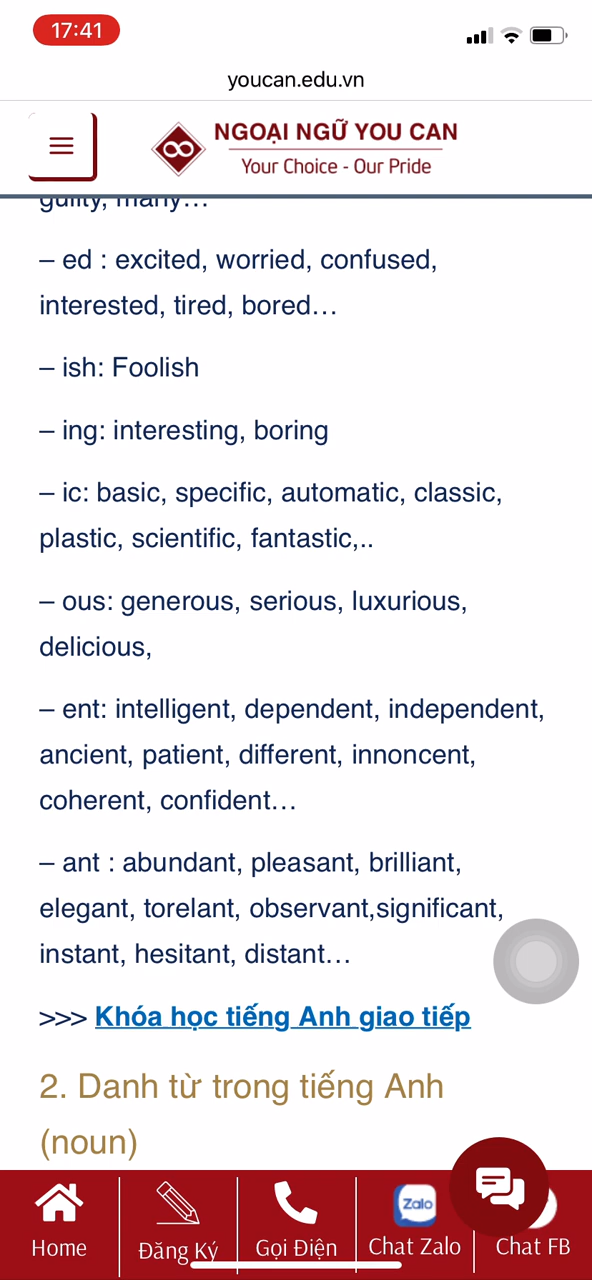 17:41
youcan.edu.vn
NGOẠI NGỮ YOU CAN
Your Choice - Our Pride
guilty, many…
– ed : excited, worried, confused,
interested, tired, bored…
– ish: Foolish
– ing: interesting, boring
– ic: basic, specific, automatic, classic,
plastic, scientific, fantastic,..
– ous: generous, serious, luxurious,
delicious,
– ent: intelligent, dependent, independent,
ancient, patient, different, innoncent,
coherent, confident…
– ant : abundant, pleasant, brilliant,
elegant, torelant, observant,significant,
instant, hesitant, distant…
>>> Khóa học tiếng Anh giao tiếp
2. Danh từ trong tiếng Anh
(noun)
Zalo
Home Đăng Ký Gọi Điện Chat Zalo Chat FB